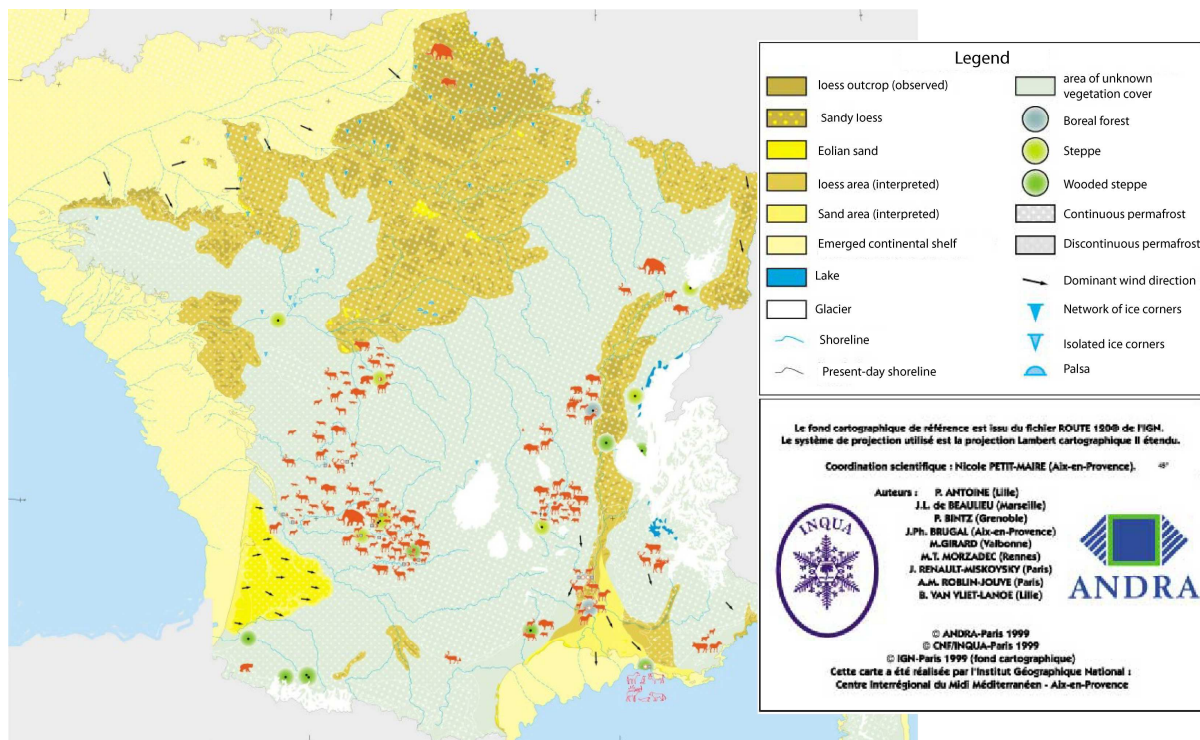 Legend
loess outcrop (observed)
Sandy loess
Eolian sand
loess area (interpreted)
Sand area (interpreted)
Emerged continental shelf
Lake
Glacier
Shoreline
Present-day shoreline
area of unknown
vegetation cover
Boreal forest
Steppe
Wooded steppe
Continuous permafrost
Discontinuous permafrost
Dominant wind direction
Network of ice corners
Isolated ice corners
Palsa
Le fond cartographique de référence est issu du fichier ROUTE 120® de l'IGN.
Le système de projection utilisé est la projection Lambert cartographique II étendu.
Coordination scientifique : Nicole PETIT-MAIRE (Aix-en-Provence).
48°
Auteurs : P. ANTOINE (Lille)
J.L. de BEAULIEU (Marseille)
P. BINTZ (Grenoble)
J.Ph. BRUGAL (Aix-en-Provence)
M.GIRARD (Valbonne)
M.T. MORZADEC (Rennes)
J. RENAULT-MISKOVSKY (Paris)
A.M. ROBLIN-JOUVE (Paris)
B. VAN VLIET-LANOE (Lille)
INQUA
ANDRA
© ANDRA-Paris 1999
© CNF/INQUA-Paris 1999
© IGN-Paris 1999 (fond cartographique)
Cette carte a été réalisée par l'Institut Géographique National :
Centre Interrégional du Midi Méditerranéen - Aix-en-Provence